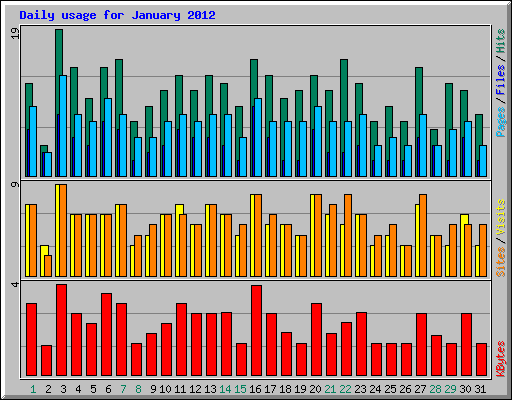 Daily usage for January 2012
19
Pages / Files / Hits
9
Sites / Visits
4
KBytes
1 2 3 4 5 6 7 8 9 10 11 12 13 14 15 16 17 18 19 20 21 22 23 24 25 26 27 28 29 30 31